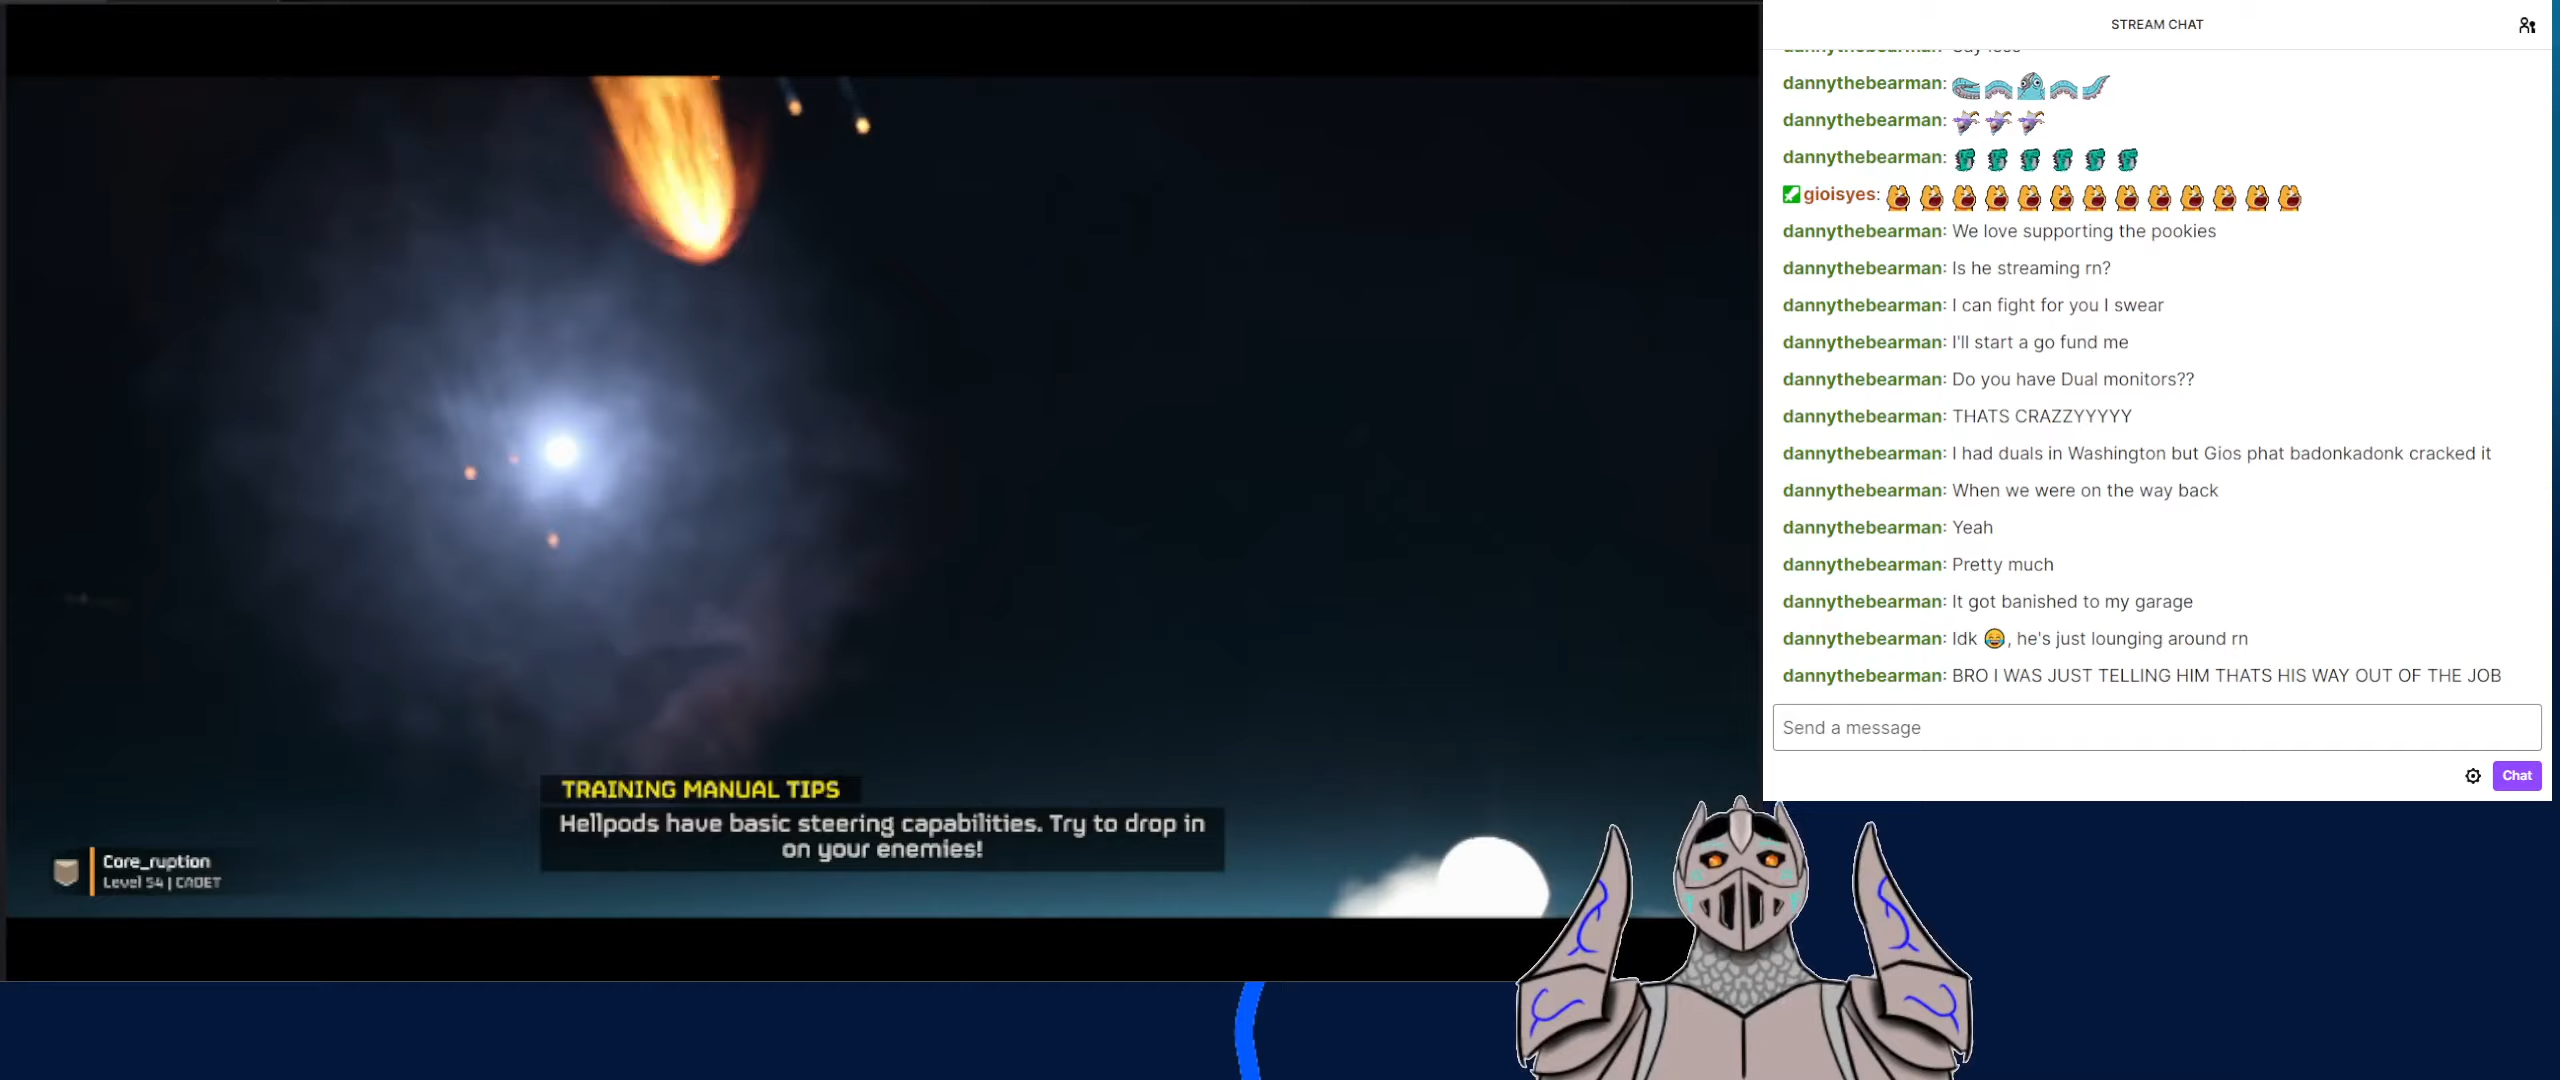 STREAM CHAT
dannythebearman:
dannythebearman:
dannythebearman:
dannythebearman:
gioisyes:
dannythebearman: We love supporting the pookies
dannythebearman: Is he streaming rn?
dannythebearman: I can fight for you I swear
dannythebearman: I'll start a go fund me
dannythebearman: Do you have Dual monitors??
dannythebearman: THATS CRAZZYYYYY
dannythebearman: I had duals in Washington but Gios phat badonkadonk cracked it
dannythebearman: When we were on the way back
dannythebearman: Yeah
dannythebearman: Pretty much
dannythebearman: It got banished to my garage
dannythebearman: Idk 😂, he's just lounging around rn
dannythebearman: BRO I WAS JUST TELLING HIM THATS HIS WAY OUT OF THE JOB
Send a message
Chat
TRAINING MANUAL TIPS
Hellpods have basic steering capabilities. Try to drop in
on your enemies!
Core_ruption
Level 54 | CADET